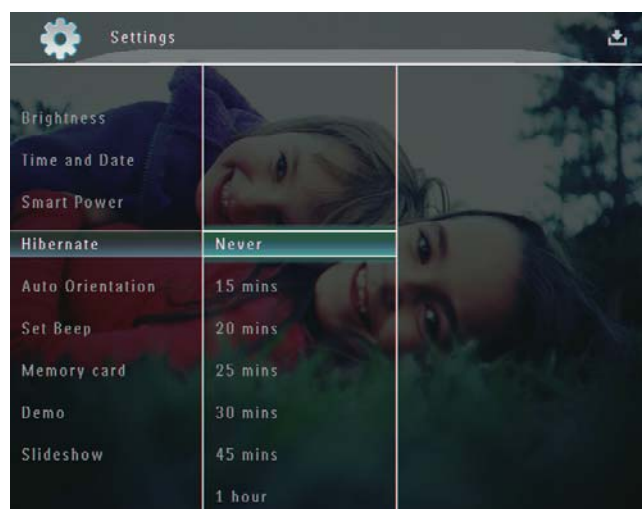 Settings
Brightness
Time and Date
Smart Power
Hibernate
Auto Orientation
Set Beep
Memory card
Demo
Slideshow
Never
15 mins
20 mins
25 mins
30 mins
45 mins
1 hour